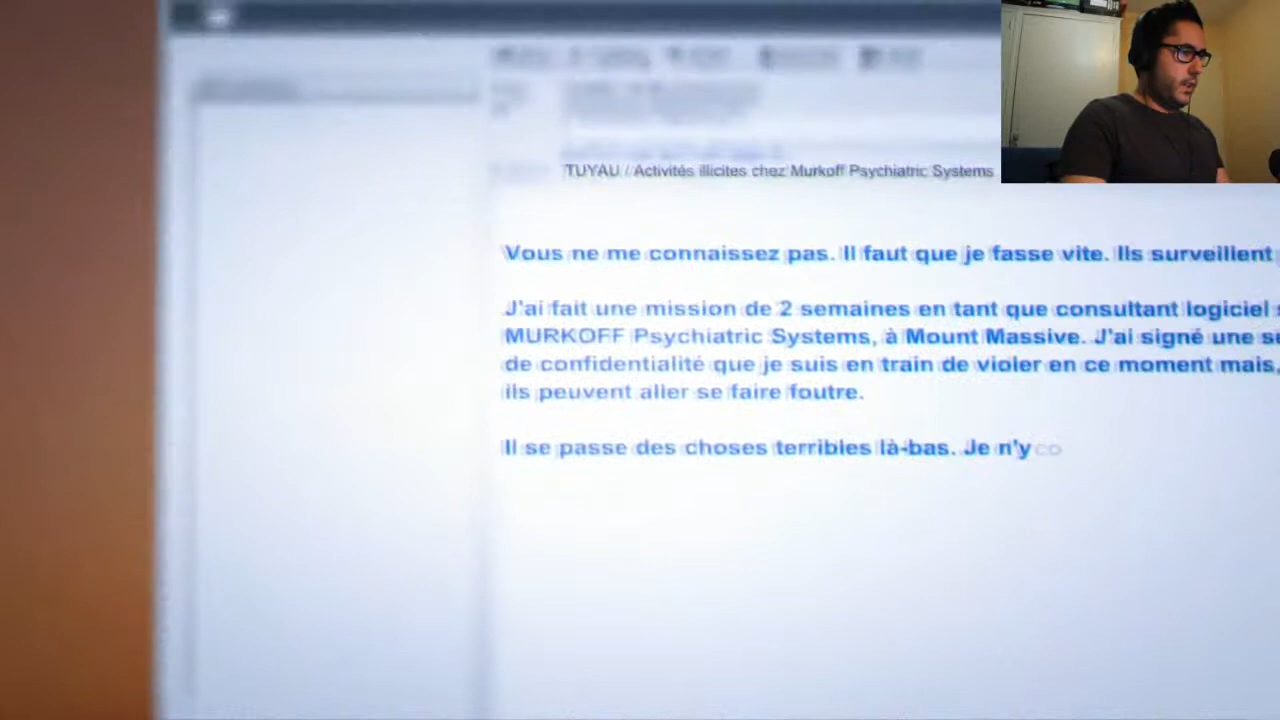 TUYAU / Activités illicites chez Murkoff Psychiatric Systems
Vous ne me connaissez pas. Il faut que je fasse vite. Ils surveillent
J'ai fait une mission de 2 semaines en tant que consultant logiciel
MURKOFF Psychiatric Systems, à Mount Massive. J'ai signé une
de confidentialité que je suis en train de violer en ce moment mais,
ils peuvent aller se faire foutre.
Il se passe des choses terribles là-bas. Je n'y co